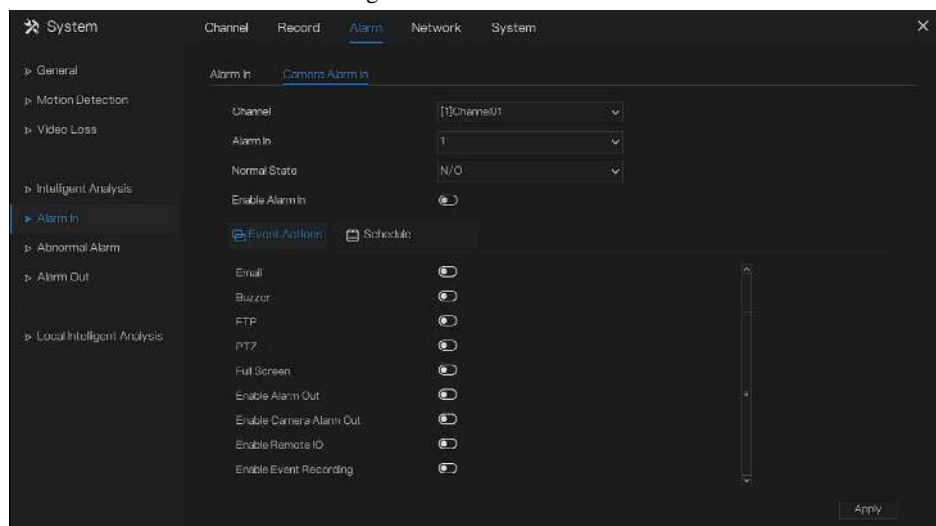 System
Channel Record Alarm Network System
General
Motion Detection
Video Loss
Intelligent Analysis
Alarm In
Abnormal Alarm
Alarm Out
Local Intelligent Analysis
Alarm In Camera Alarm In
Channel [1]Channel01
Alarm In 1
Normal State N/O
Enable Alarm In
Event Actions Schedule
Email
Buzzer
FTP
PTZ
Full Screen
Enable Alarm Out
Enable Camera Alarm Out
Enable Remote IO
Enable Event Recording
Apply